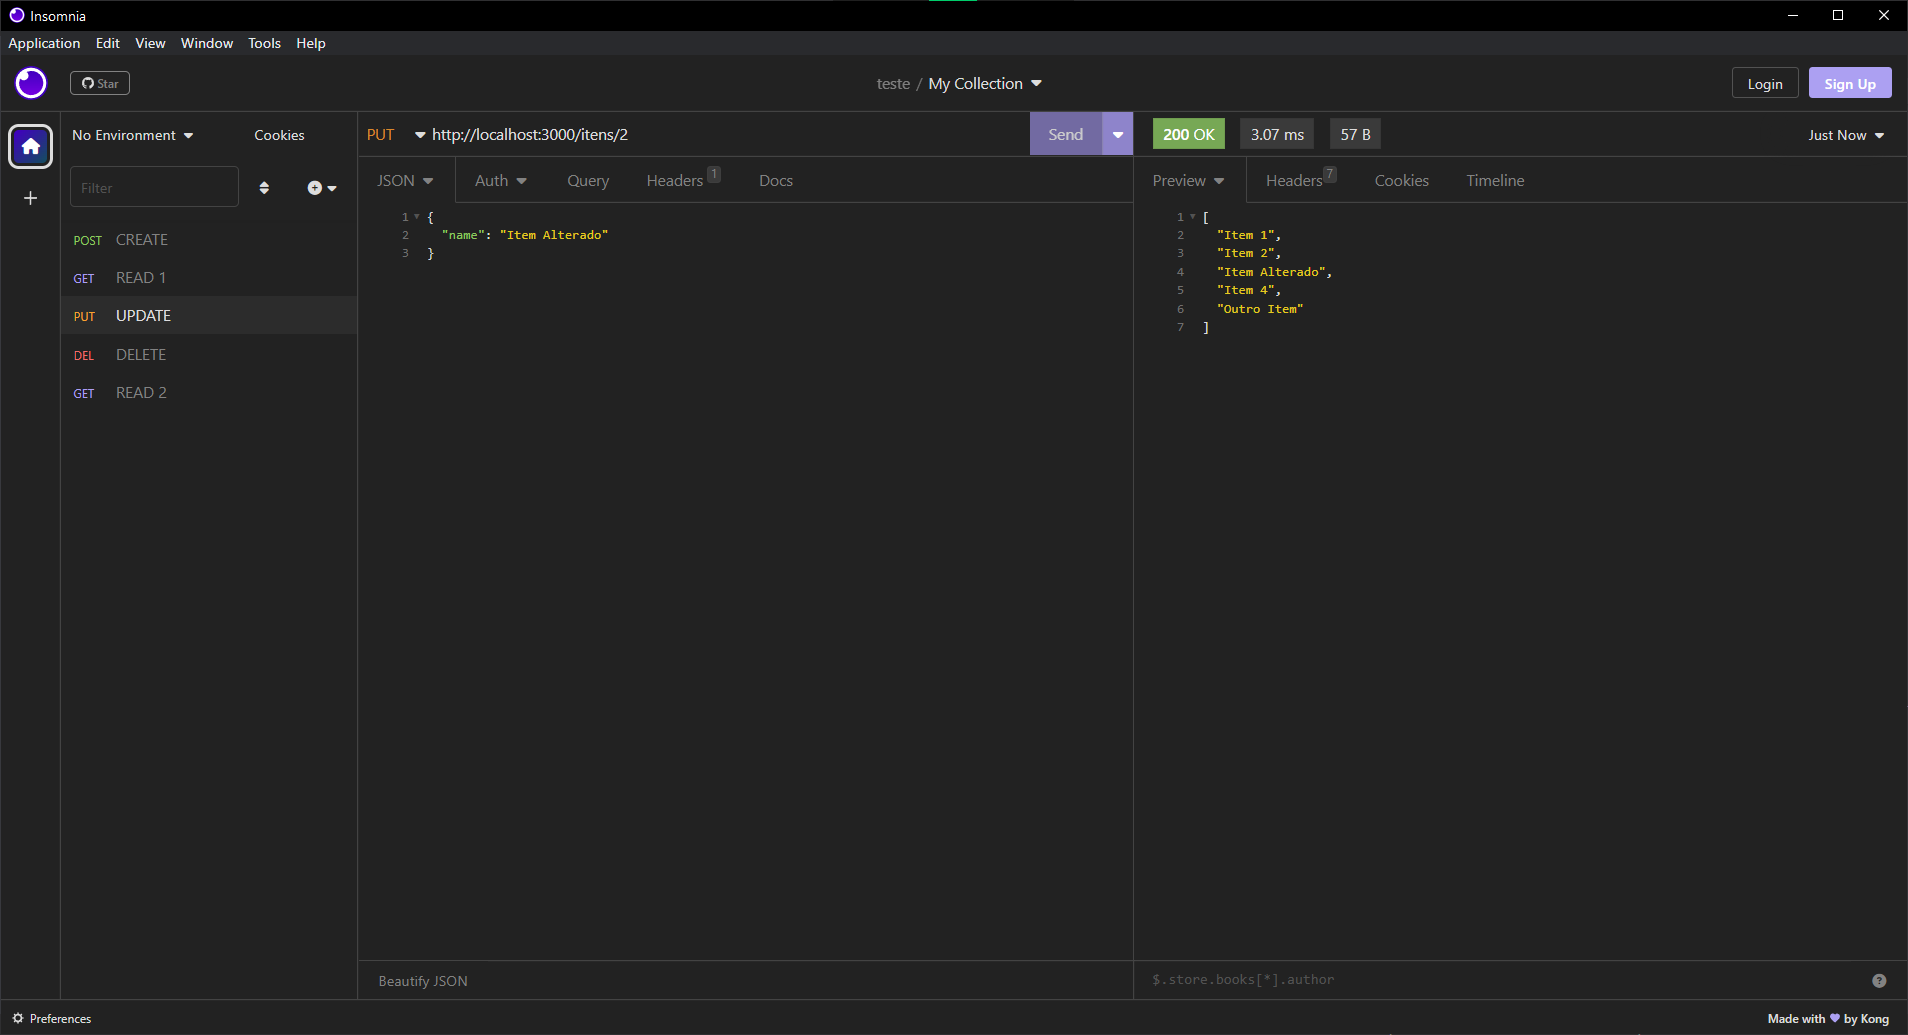 Insomnia
Application Edit View Window Tools Help
Star
teste / My Collection
Login Sign Up
No Environment Cookies
Filter
POST CREATE
GET READ 1
PUT UPDATE
DEL DELETE
GET READ 2
PUT http://localhost:3000/itens/2 Send
JSON Auth Query Headers 1 Docs
1 {
2 "name": "Item Alterado"
3 }
Beautify JSON
200 OK 3.07 ms 57 B Just Now
Preview Headers 7 Cookies Timeline
1 [
2 "Item 1",
3 "Item 2",
4 "Item Alterado",
5 "Item 4",
6 "Outro Item"
7 ]
$.store.books[*].author ?
Preferences
Made with by Kong